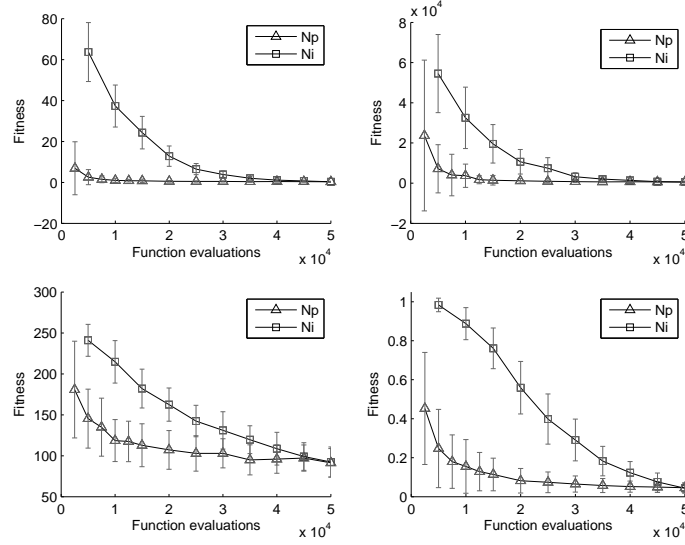 80
60
40
20
0
−20
Fitness
0
1
2
3
4
5
Function evaluations
x 10^4
Np
Ni
x 10^4
8
6
4
2
0
−2
Fitness
0
1
2
3
4
5
Function evaluations
x 10^4
Np
Ni
300
250
200
150
100
50
Fitness
0
1
2
3
4
5
Function evaluations
x 10^4
Np
Ni
1
0.8
0.6
0.4
0.2
0
Fitness
0
1
2
3
4
5
Function evaluations
x 10^4
Np
Ni